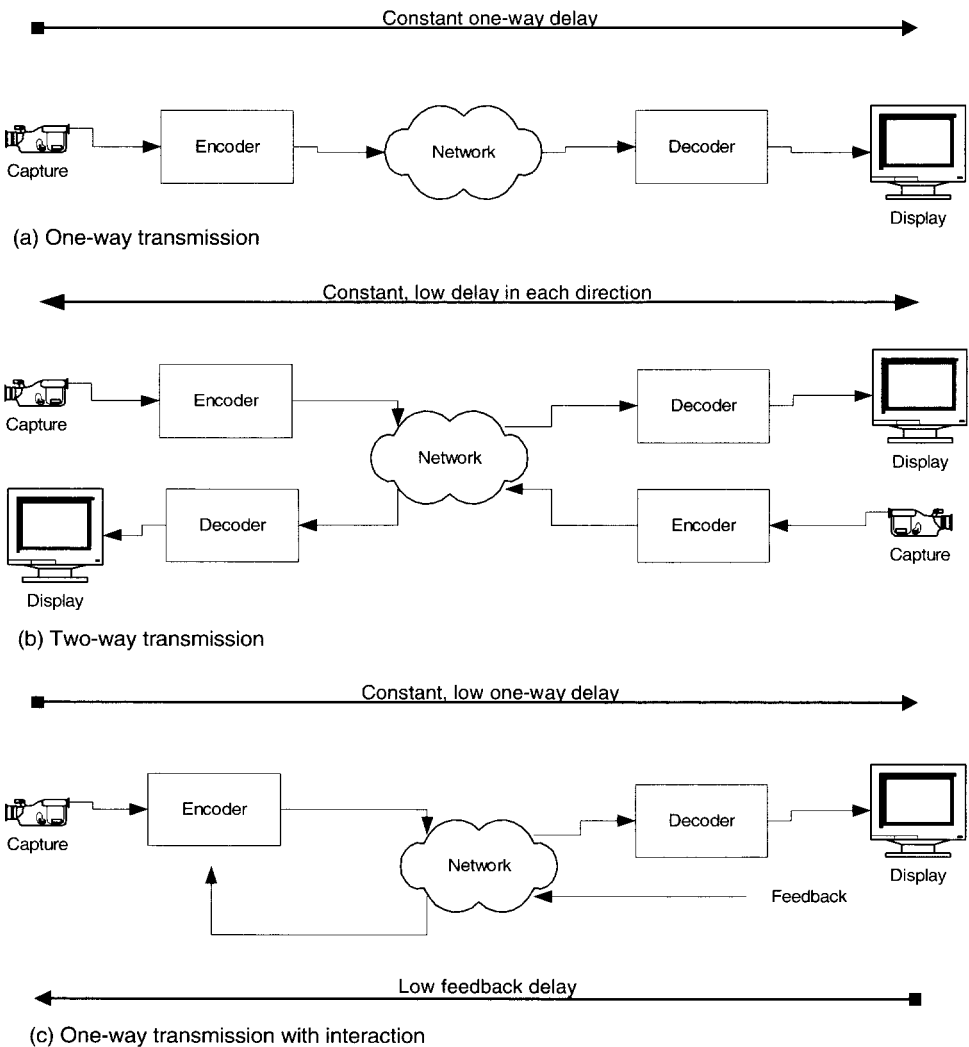 Constant one-way delay
Encoder
Network
Decoder
Capture
Display
(a) One-way transmission
Constant, low delay in each direction
Encoder
Decoder
Capture
Network
Display
Decoder
Encoder
Capture
Display
(b) Two-way transmission
Constant, low one-way delay
Encoder
Decoder
Capture
Network
Display
Feedback
Low feedback delay
(c) One-way transmission with interaction